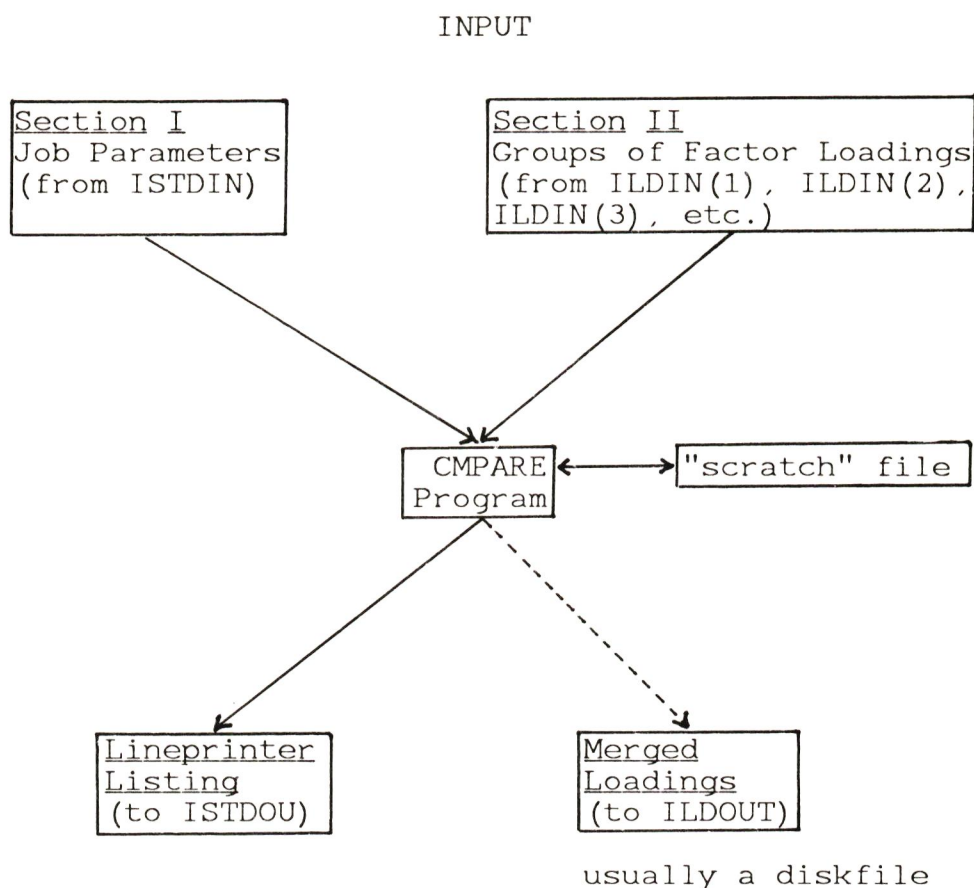 INPUT
Section I
Job Parameters
(from ISTDIN)
Section II
Groups of Factor Loadings
(from ILDIN(1), ILDIN(2),
ILDIN(3), etc.)
CMPARE
Program
"scratch" file
Lineprinter
Listing
(to ISTDOU)
Merged
Loadings
(to ILDOUT)
usually a diskfile